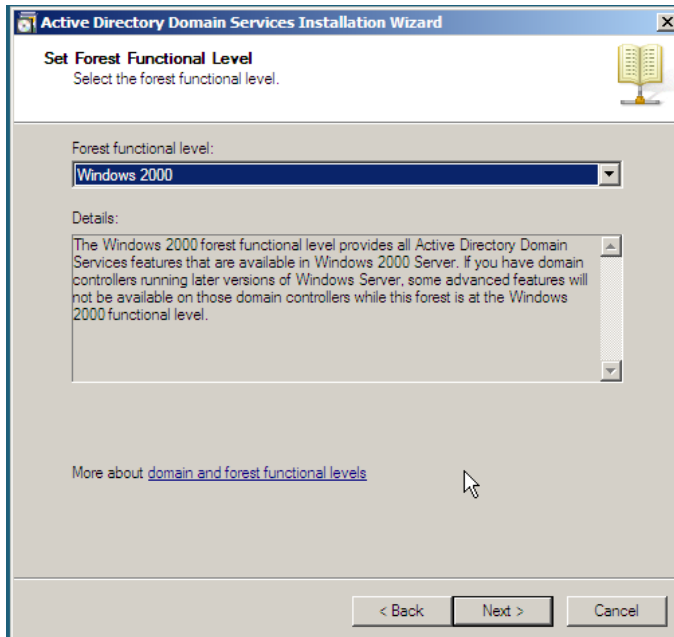 Active Directory Domain Services Installation Wizard
Set Forest Functional Level
Select the forest functional level.
Forest functional level:
Windows 2000
Details:
The Windows 2000 forest functional level provides all Active Directory Domain
Services features that are available in Windows 2000 Server. If you have domain
controllers running later versions of Windows Server, some advanced features will
not be available on those domain controllers while this forest is at the Windows
2000 functional level.
More about domain and forest functional levels
< Back
Next >
Cancel